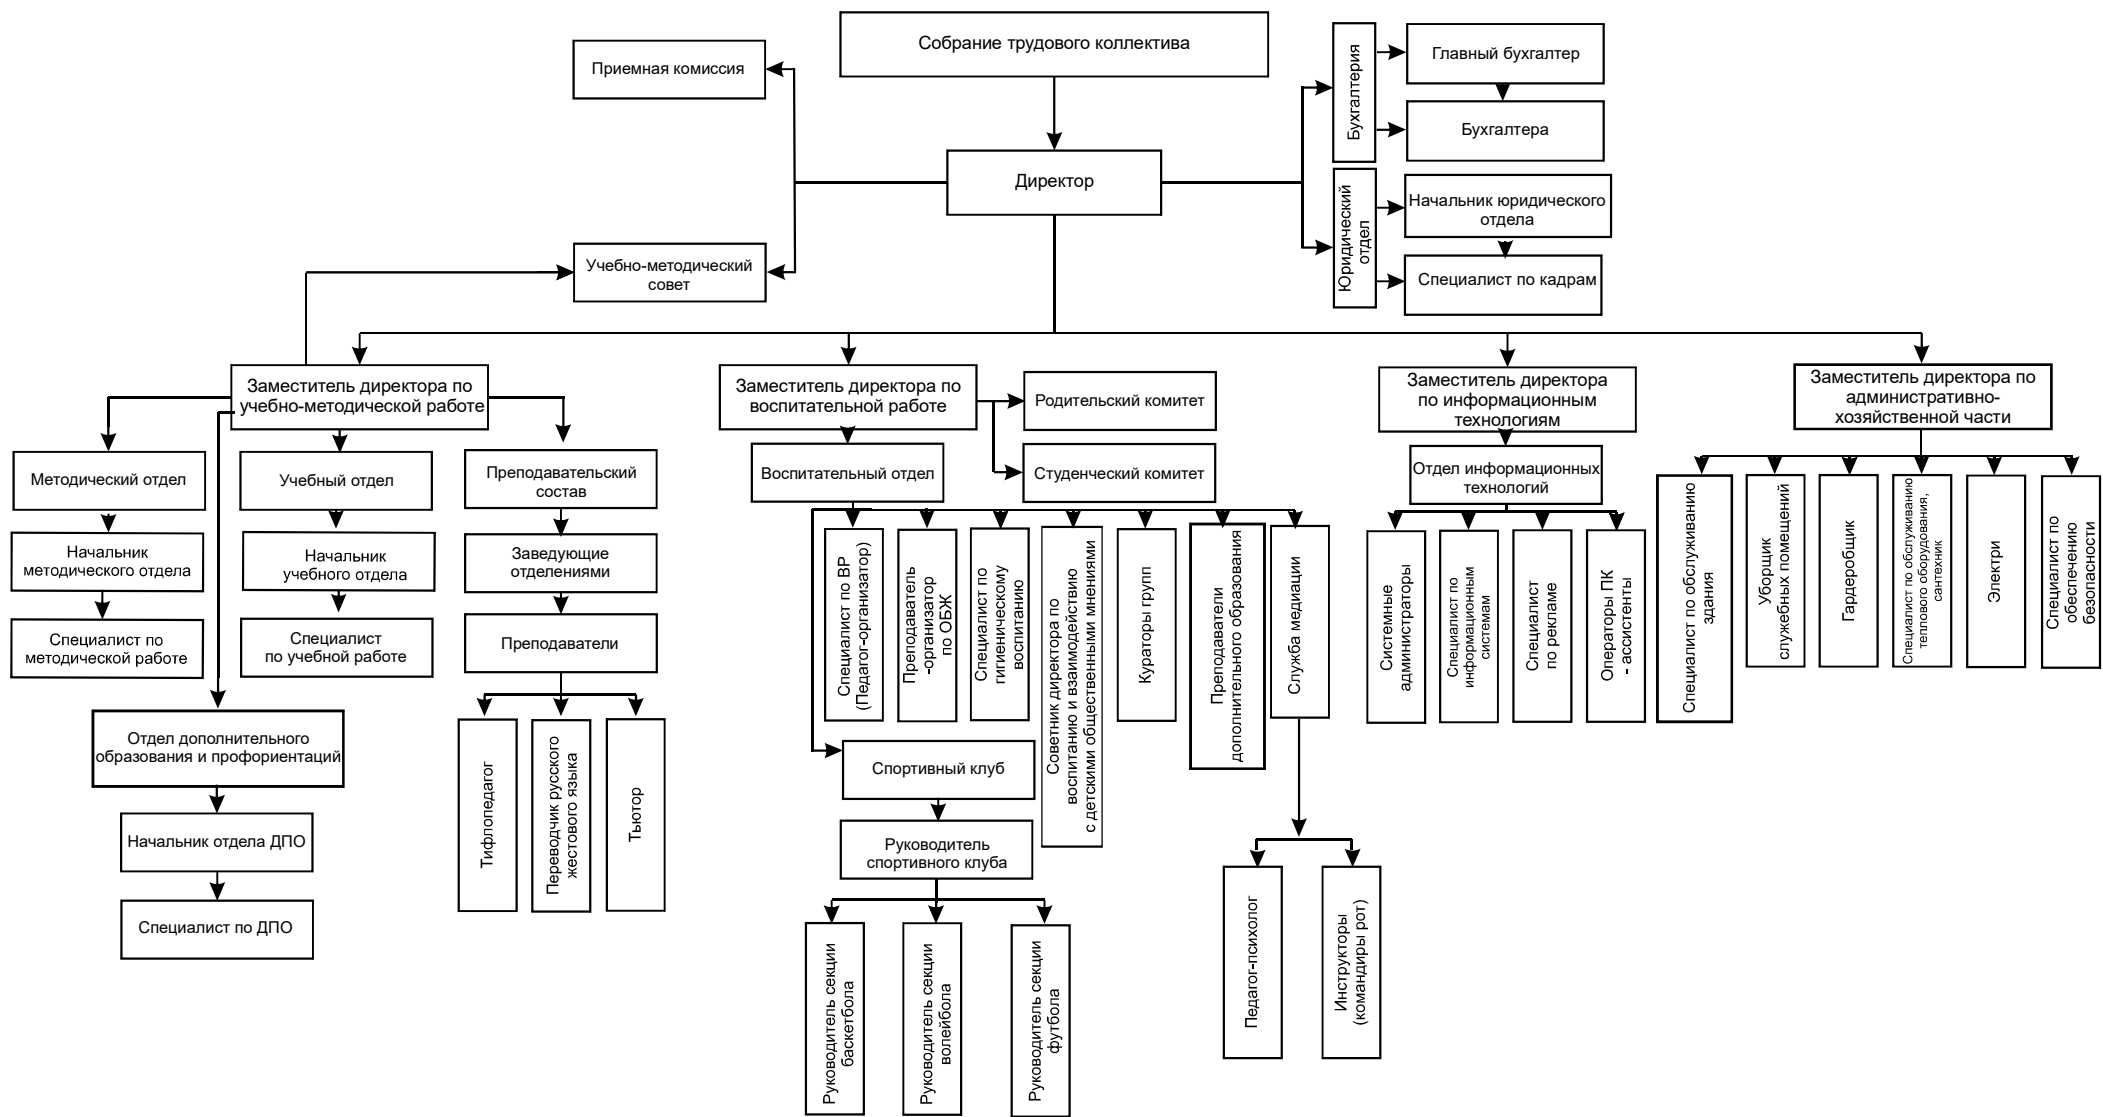 Собрание трудового коллектива
Приемная комиссия
Директор
Учебно-методический
совет
Бухгалтерия
Главный бухгалтер
Бухгалтера
Юридический
отдел
Начальник юридического
отдела
Специалист по кадрам
Заместитель директора по
учебно-методической работе
Заместитель директора по
воспитательной работе
Родительский комитет
Студенческий комитет
Заместитель директора
по информационным
технологиям
Заместитель директора по
административно-
хозяйственной части
Методический отдел
Учебный отдел
Преподавательский
состав
Воспитательный отдел
Отдел информационных
технологий
Начальник
методического отдела
Начальник
учебного отдела
Заведующие
отделениями
Специалист по
методической работе
Специалист
по учебной работе
Преподаватели
Отдел дополнительного
образования и профориентаций
Начальник отдела ДПО
Специалист по ДПО
Тифлопедагог
Переводчик русского
жестового языка
Тьютор
Специалист по ВР
(Педагог-организатор)
Преподаватель
-организатор
по ОБЖ
Специалист по
гигиеническому
воспитанию
Советник директора по
воспитанию и взаимодействию
с детскими общественными мнениями
Кураторы групп
Преподаватели
дополнительного образования
Служба медиации
Спортивный клуб
Руководитель
спортивного клуба
Руководитель секции
баскетбола
Руководитель секции
волейбола
Руководитель секции
футбола
Педагог-психолог
Инструкторы
(командиры рот)
Системные
администраторы
Специалист по
информационным
системам
Специалист
по рекламе
Операторы ПК
- ассистенты
Специалист по обслуживанию
здания
Уборщик
служебных помещений
Гардеробщик
Специалист по обслуживанию
теплового оборудования,
сантехник
Электри
Специалист по
обеспечению
безопасности